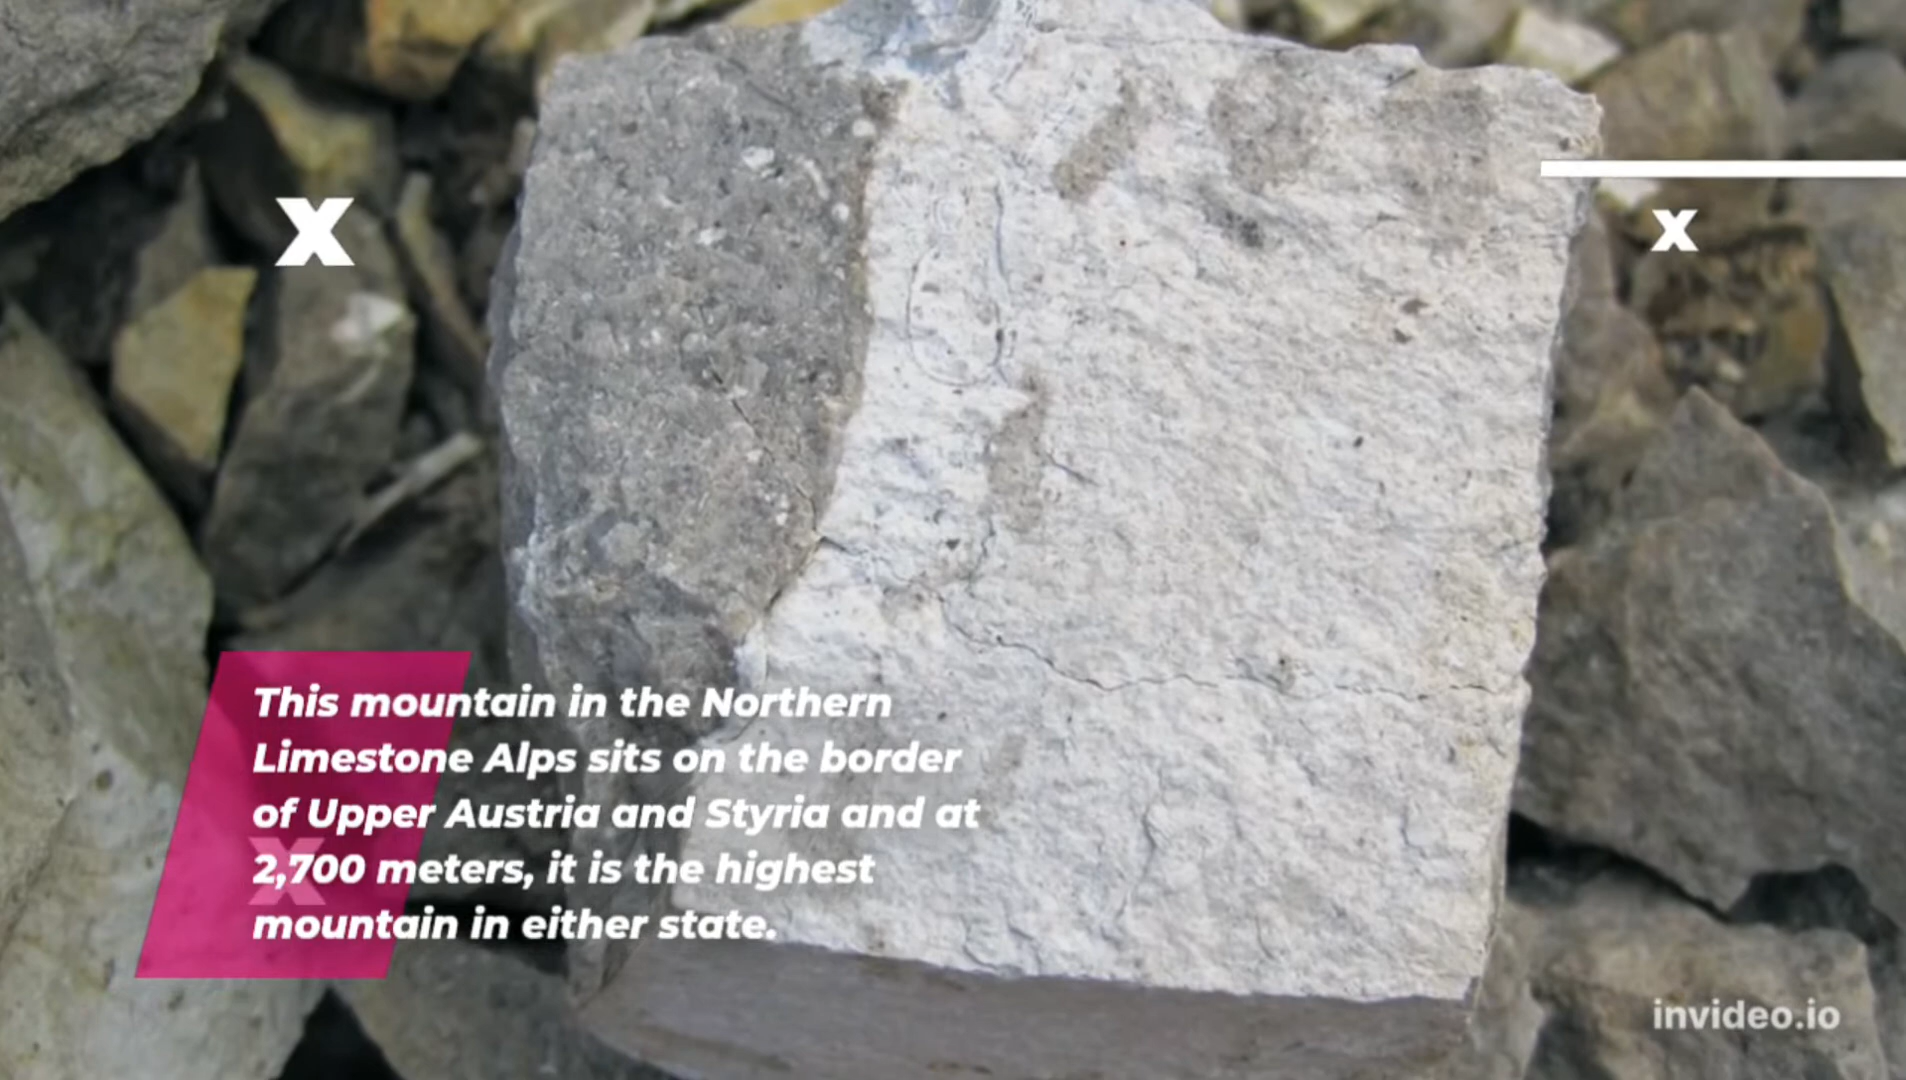 x
x
This mountain in the Northern
Limestone Alps sits on the border
of Upper Austria and Styria and at
2,700 meters, it is the highest
mountain in either state.
x
invideo.io